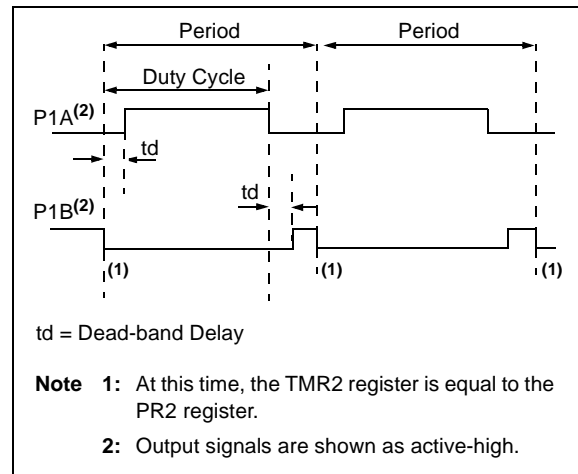 Period Period
Duty Cycle
P1A(2)
td
td
P1B(2)
(1) (1) (1)
td = Dead-band Delay
Note 1: At this time, the TMR2 register is equal to the
PR2 register.
2: Output signals are shown as active-high.